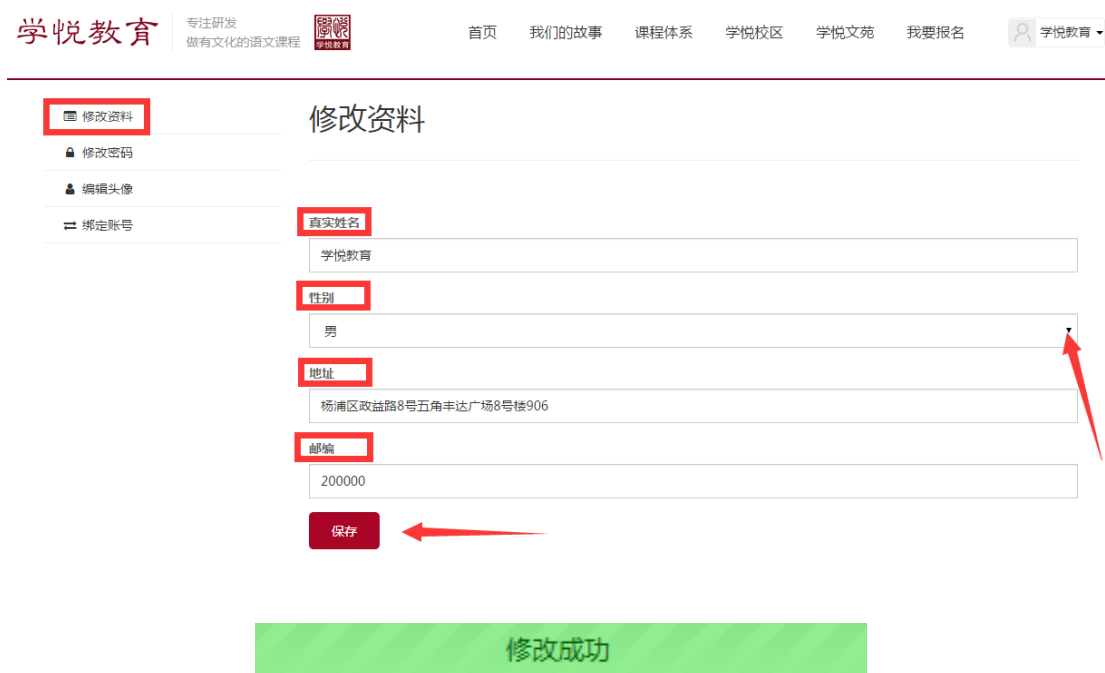 学悦教育
专注研发
做有文化的语文课程
学悦教育
首页 我们的故事 课程体系 学悦校区 学悦文苑 我要报名 学悦教育
修改资料
修改密码
编辑头像
绑定账号
修改资料
真实姓名
学悦教育
性别
男
地址
杨浦区政益路8号五角丰达广场8号楼906
邮编
200000
保存
修改成功